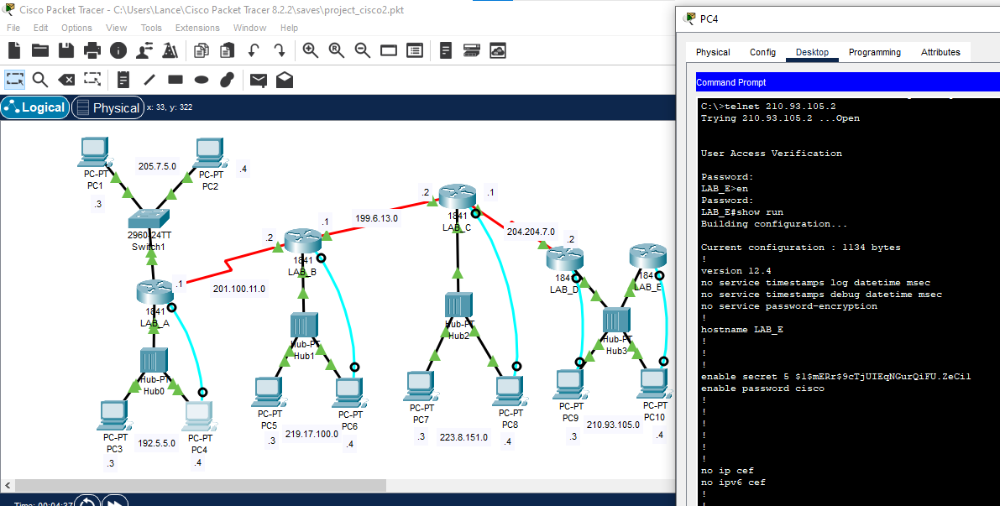 Cisco Packet Tracer - C:\Users\Lance\Cisco Packet Tracer 8.2.2\saves\project_cisco2.pkt
File Edit Options View Tools Extensions Window Help
Logical Physical x: 33, y: 322
PC-PT
PC1
.3
205.7.5.0
PC-PT
PC2
.4
2960-24TT
Switch1
.1
1841
LAB_A
201.100.11.0
.2
.1
1841
LAB_B
199.6.13.0
.2
.1
1841
LAB_C
204.204.7.0
.2
1841
LAB_D
1841
LAB_E
Hub-PT
Hub0
Hub-PT
Hub1
Hub-PT
Hub2
Hub-PT
Hub3
PC-PT
PC3
.3
192.5.5.0
PC-PT
PC4
.4
PC-PT
PC5
.3
219.17.100.0
PC-PT
PC6
.4
PC-PT
PC7
.3
223.8.151.0
PC-PT
PC8
.4
PC-PT
PC9
.3
210.93.105.0
PC-PT
PC10
.4
Time: 00:04:37
PC4
Physical Config Desktop Programming Attributes
Command Prompt
C:\>telnet 210.93.105.2
Trying 210.93.105.2 ...Open
User Access Verification
Password:
LAB_E>en
Password:
LAB_E#show run
Building configuration...
Current configuration : 1134 bytes
!
version 12.4
no service timestamps log datetime msec
no service timestamps debug datetime msec
no service password-encryption
!
hostname LAB_E
!
!
!
enable secret 5 $1$mERr$9cTjUIEqNGurQiFU.ZeCi1
enable password cisco
!
!
!
!
!
!
no ip cef
no ipv6 cef
!
!